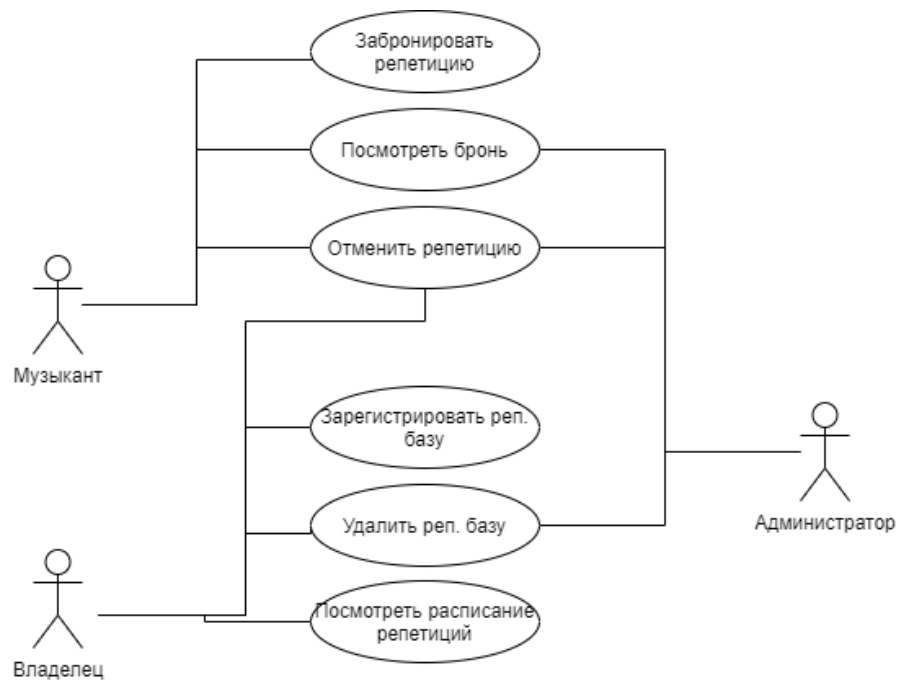 Забронировать
репетицию
Посмотреть бронь
Отменить репетицию
Музыкант
Зарегистрировать реп.
базу
Удалить реп. базу
Администратор
Посмотреть расписание
репетиций
Владелец